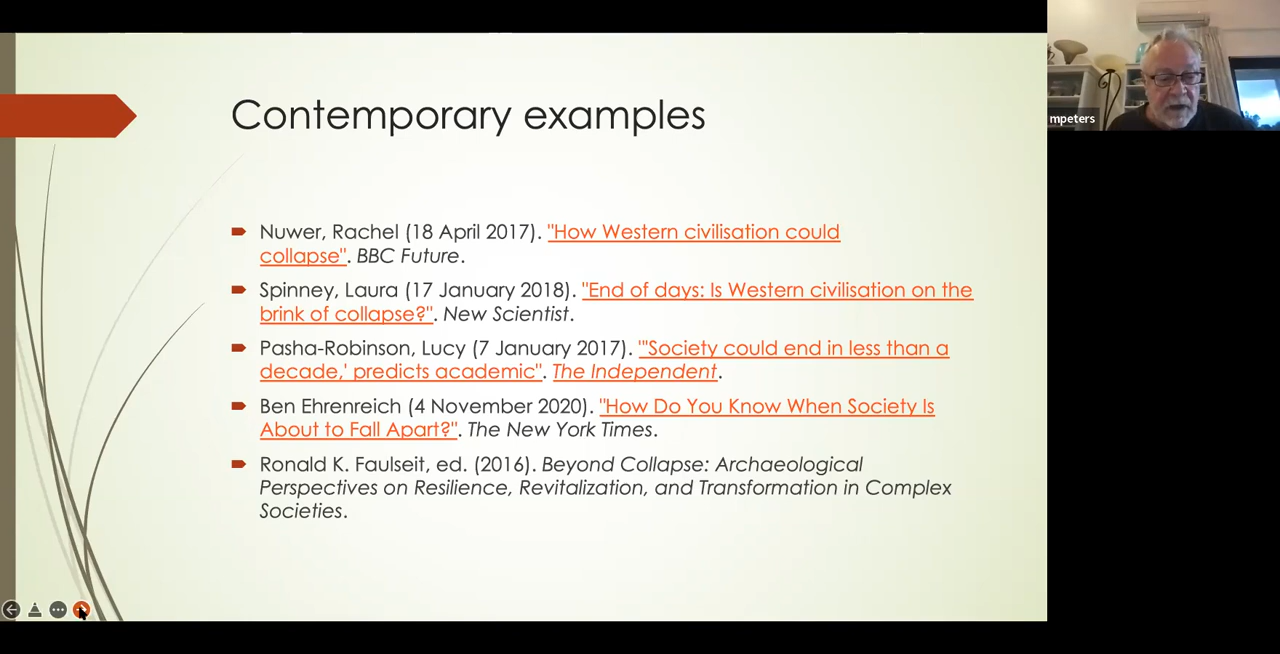 Contemporary examples
mpeters
Nuwer, Rachel (18 April 2017). "How Western civilisation could
collapse". BBC Future.
Spinney, Laura (17 January 2018). "End of days: Is Western civilisation on the
brink of collapse?". New Scientist.
Pasha-Robinson, Lucy (7 January 2017). "'Society could end in less than a
decade,' predicts academic". The Independent.
Ben Ehrenreich (4 November 2020). "How Do You Know When Society Is
About to Fall Apart?". The New York Times.
Ronald K. Faulseit, ed. (2016). Beyond Collapse: Archaeological
Perspectives on Resilience, Revitalization, and Transformation in Complex
Societies.